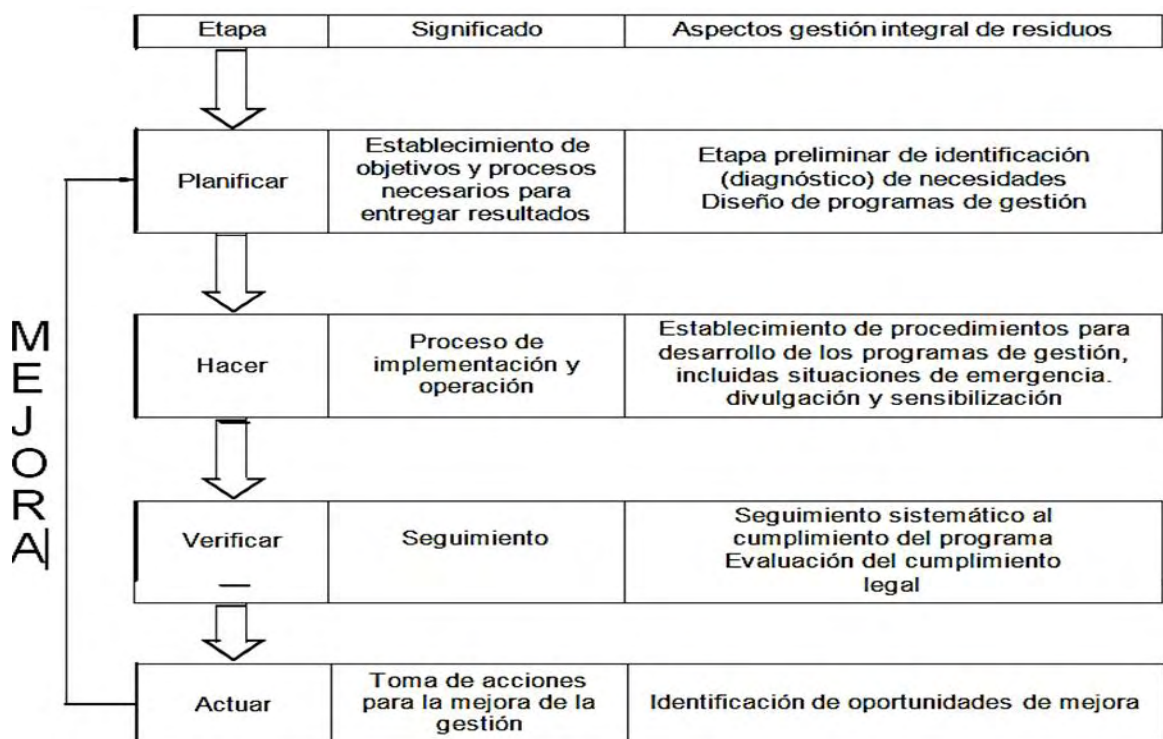 Etapa
Significado
Aspectos gestión integral de residuos
Planificar
Establecimiento de
objetivos y procesos
necesarios para
entregar resultados
Etapa preliminar de identificación
(diagnóstico) de necesidades
Diseño de programas de gestión
Hacer
Proceso de
implementación y
operación
Establecimiento de procedimientos para
desarrollo de los programas de gestión,
incluidas situaciones de emergencia.
divulgación y sensibilización
Verificar
Seguimiento
Seguimiento sistemático al
cumplimiento del programa
Evaluación del cumplimiento
legal
Actuar
Toma de acciones
para la mejora de la
gestión
Identificación de oportunidades de mejora
MEJORA